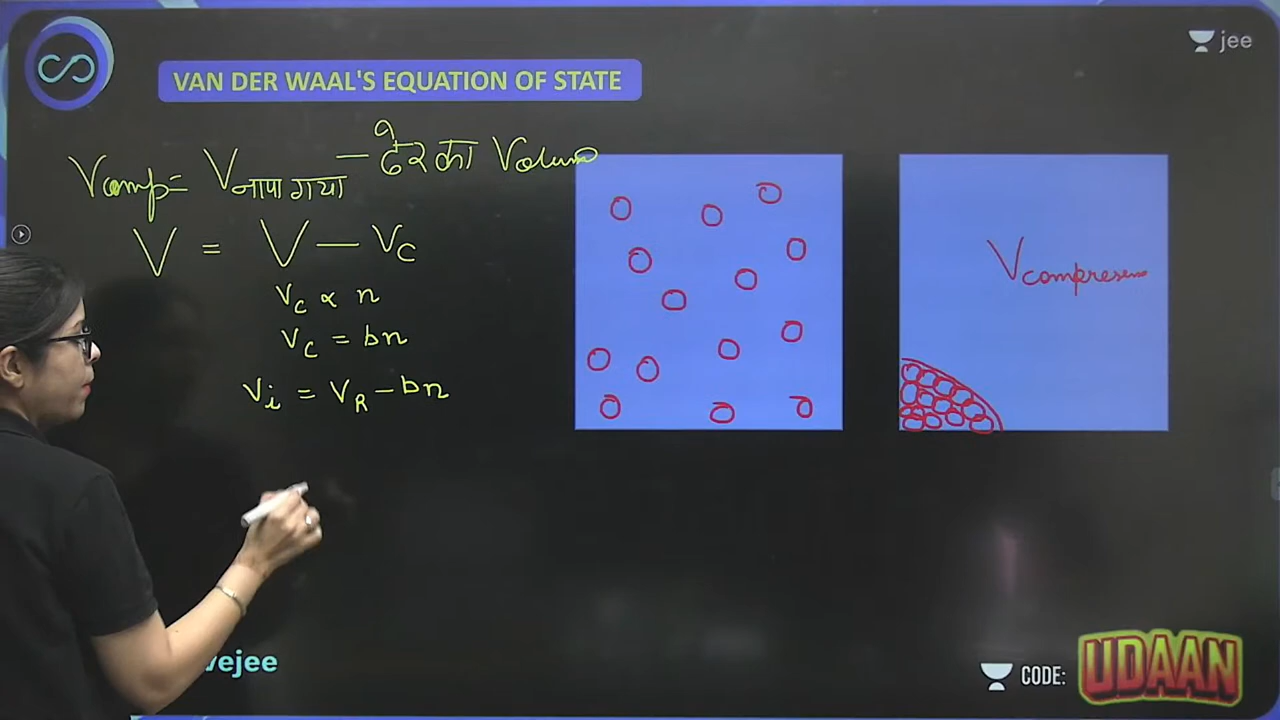 jee
VAN DER WAAL'S EQUATION OF STATE
Vcomp = Vनापा गया – ढेर का Volume
V = V – Vc
Vc ∝ n
Vc = bn
Vi = VR – bn
Vcompress
vejee
CODE: UDAAN